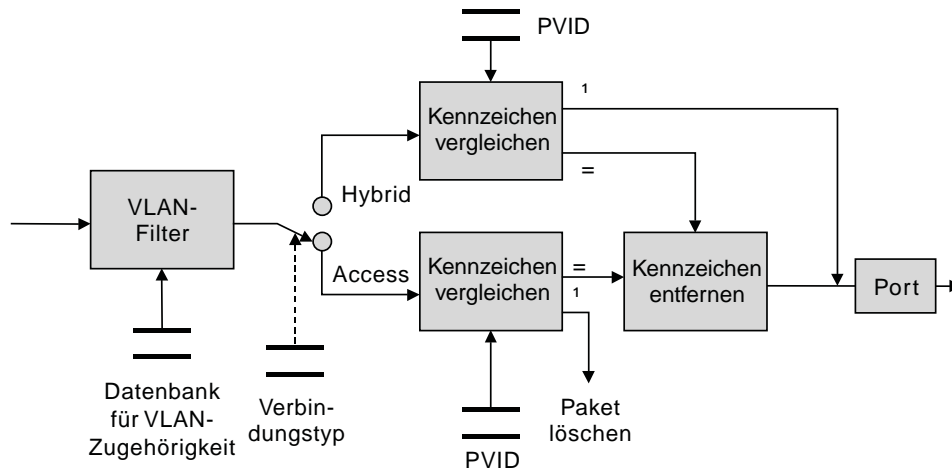 PVID
Kennzeichen
vergleichen
1
=
Hybrid
VLAN-
Filter
Access
Kennzeichen
vergleichen
=
1
Kennzeichen
entfernen
Port
Datenbank
für VLAN-
Zugehörigkeit
Verbin-
dungstyp
PVID
Paket
löschen